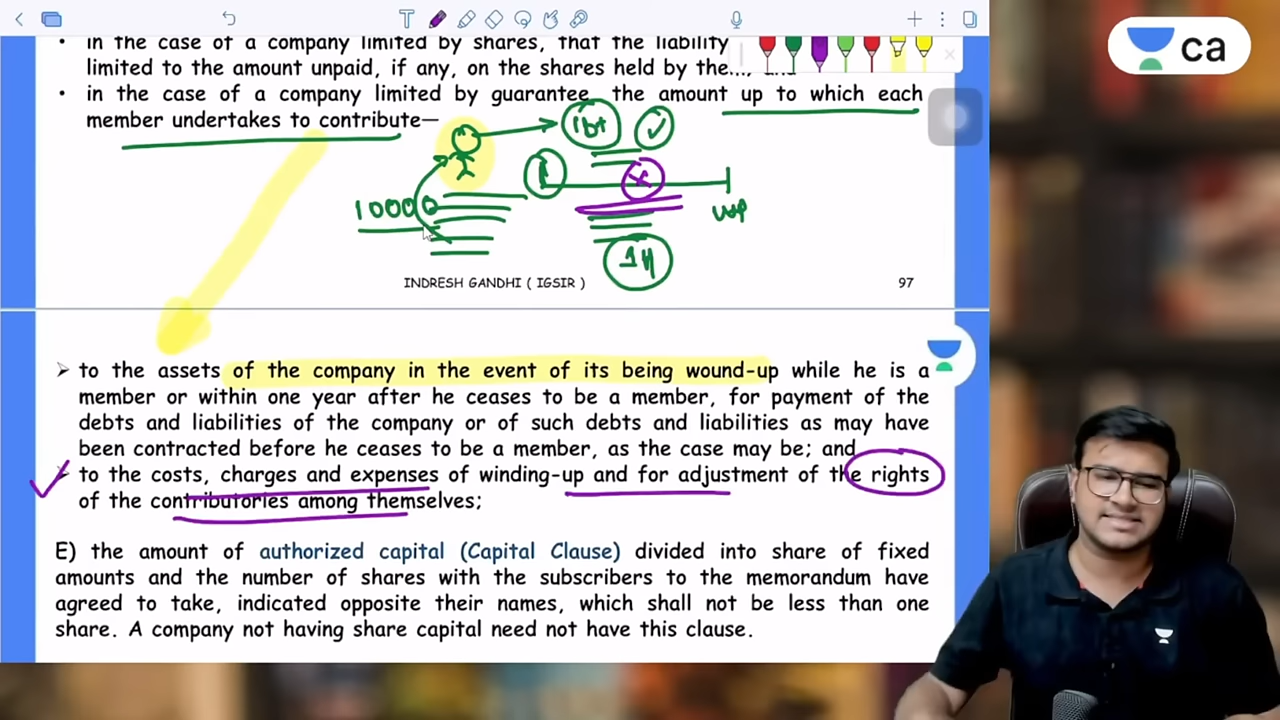 ca
in the case of a company limited by shares, that the liability
limited to the amount unpaid, if any, on the shares held by them, and
• in the case of a company limited by guarantee, the amount up to which each
member undertakes to contribute—
10000
1H
INDRESH GANDHI ( IGSIR )
97
➢ to the assets of the company in the event of its being wound-up while he is a
member or within one year after he ceases to be a member, for payment of the
debts and liabilities of the company or of such debts and liabilities as may have
been contracted before he ceases to be a member, as the case may be; and
to the costs, charges and expenses of winding-up and for adjustment of the rights
of the contributories among themselves;
E) the amount of authorized capital (Capital Clause) divided into share of fixed
amounts and the number of shares with the subscribers to the memorandum have
agreed to take, indicated opposite their names, which shall not be less than one
share. A company not having share capital need not have this clause.